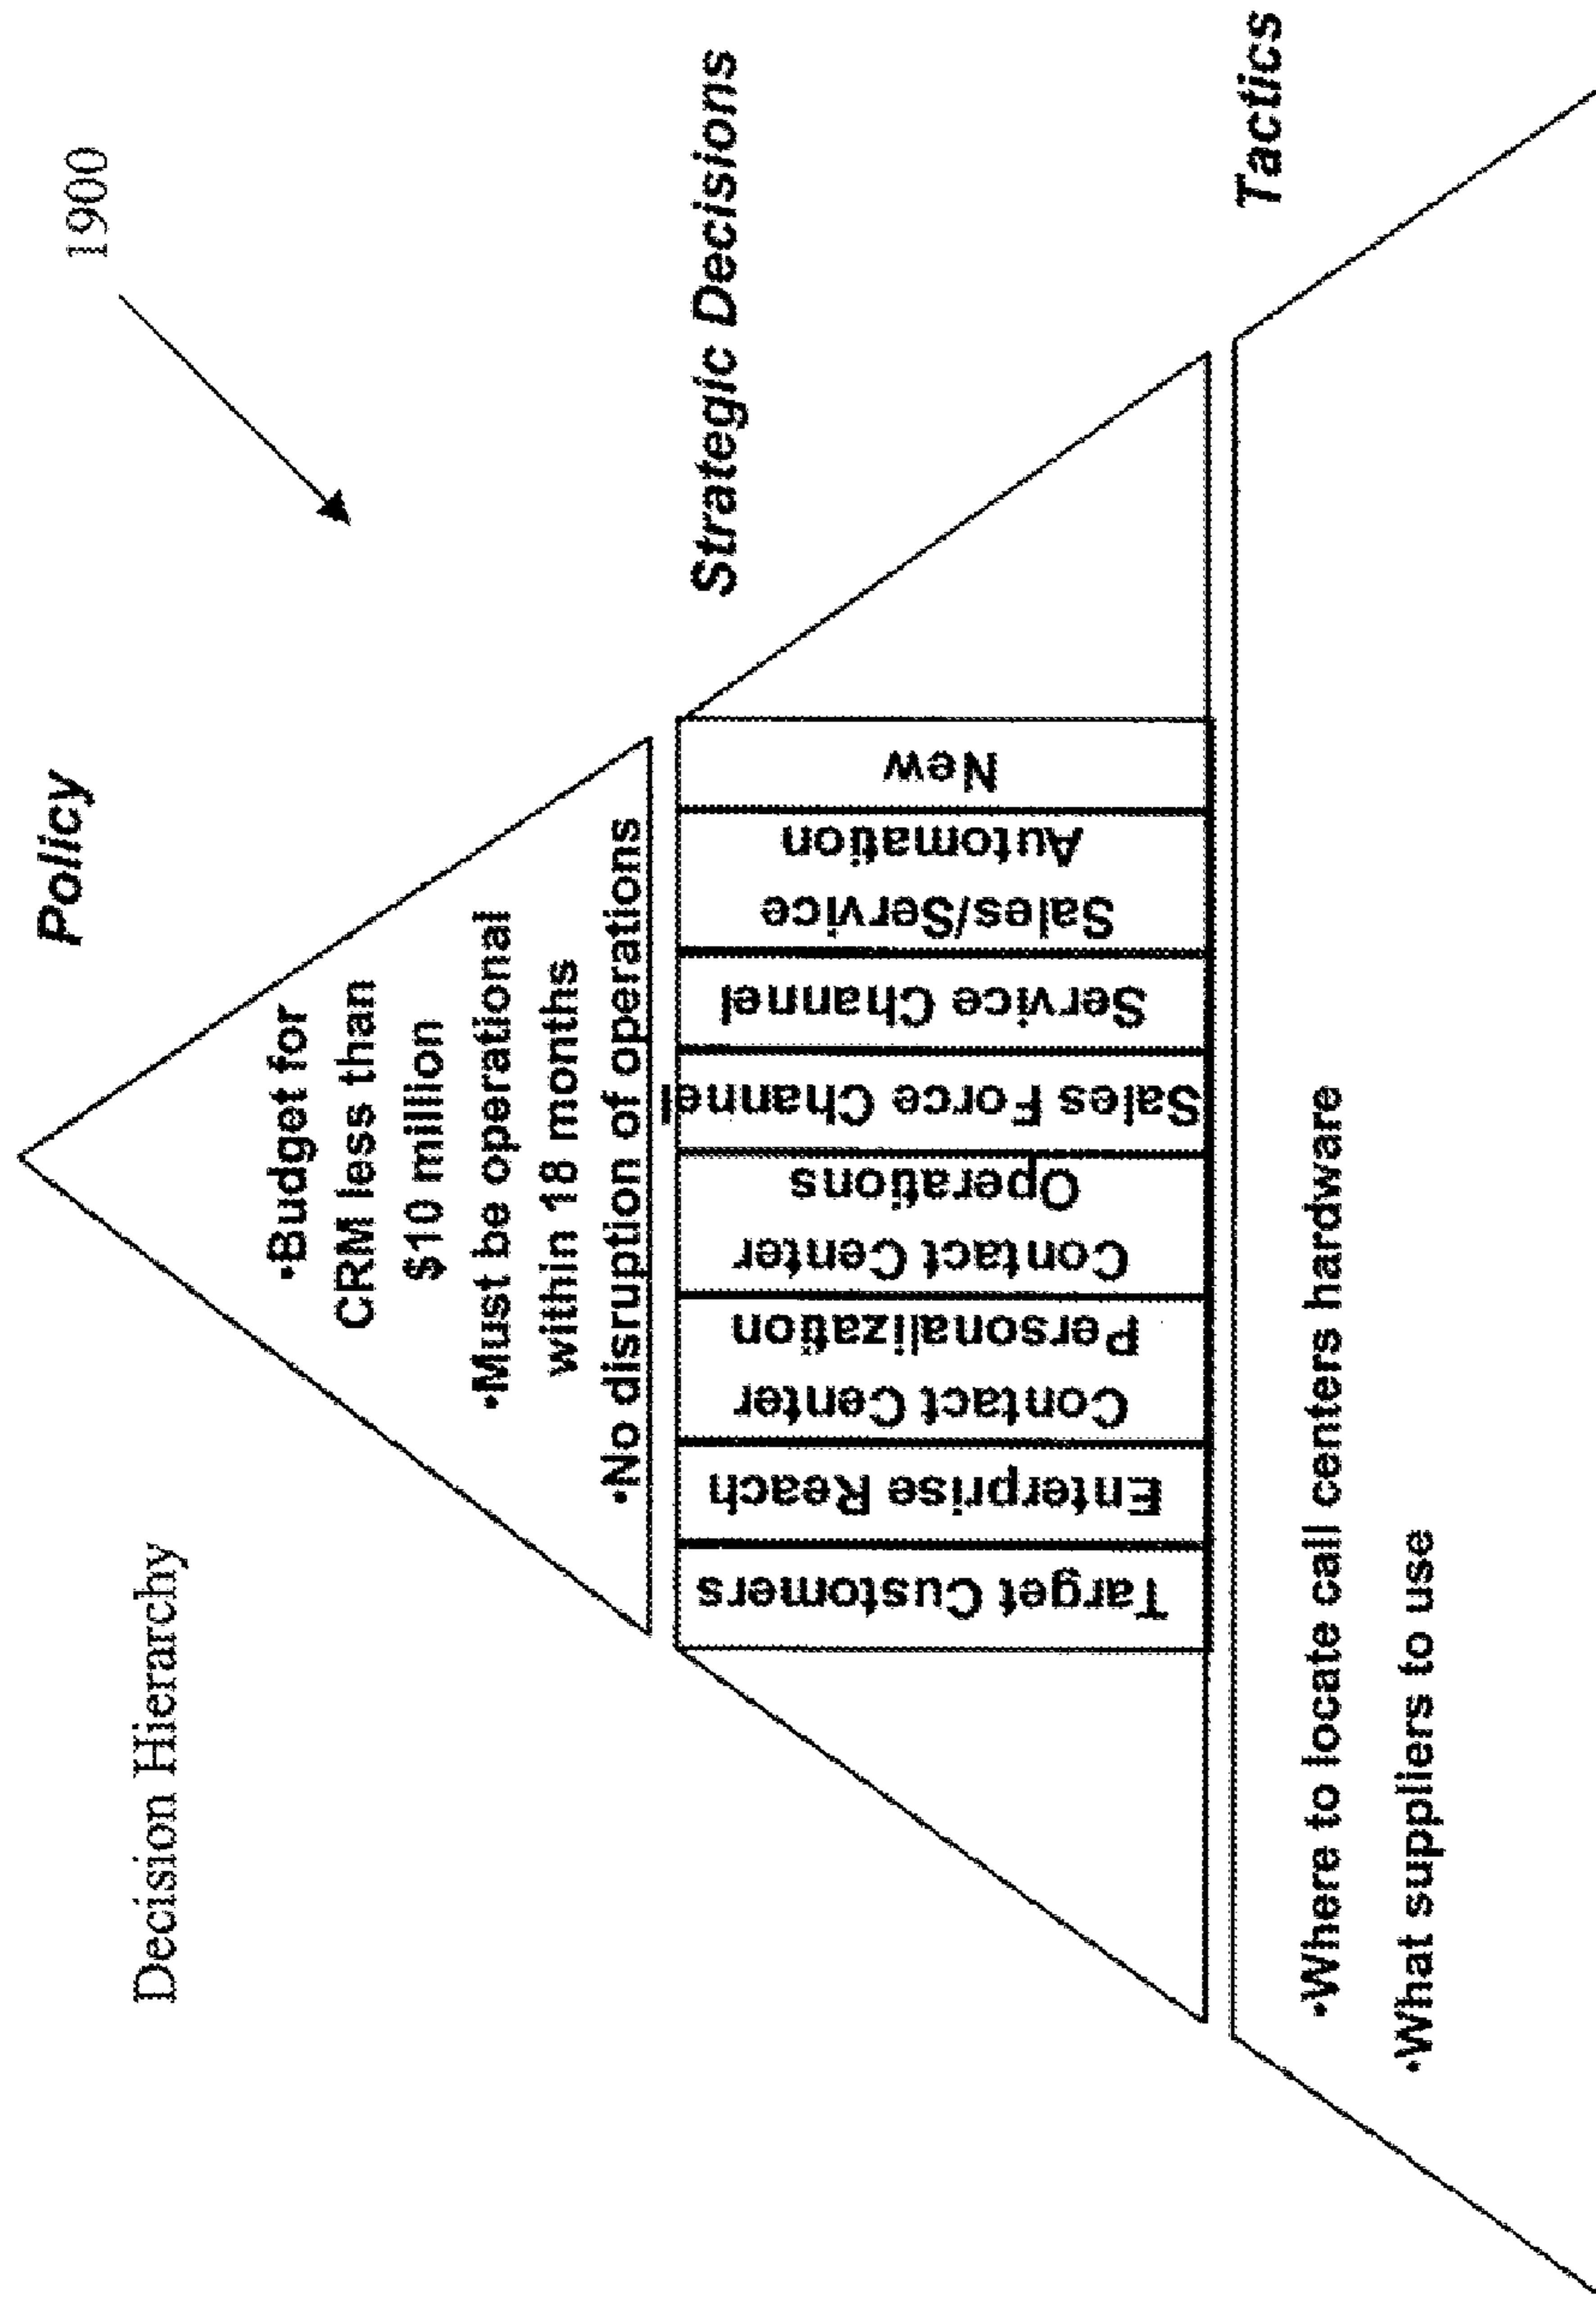 Decision Hierarchy
1900
Policy
•Budget for
CRM less than
$10 million
•Must be operational
within 18 months
•No disruption of operations
Strategic Decisions
Target Customers
Enterprise Reach
Contact Center
Personalization
Contact Center
Operations
Sales Force Channel
Service Channel
Sales/Service
Automation
New
Tactics
•Where to locate call centers hardware
•What suppliers to use